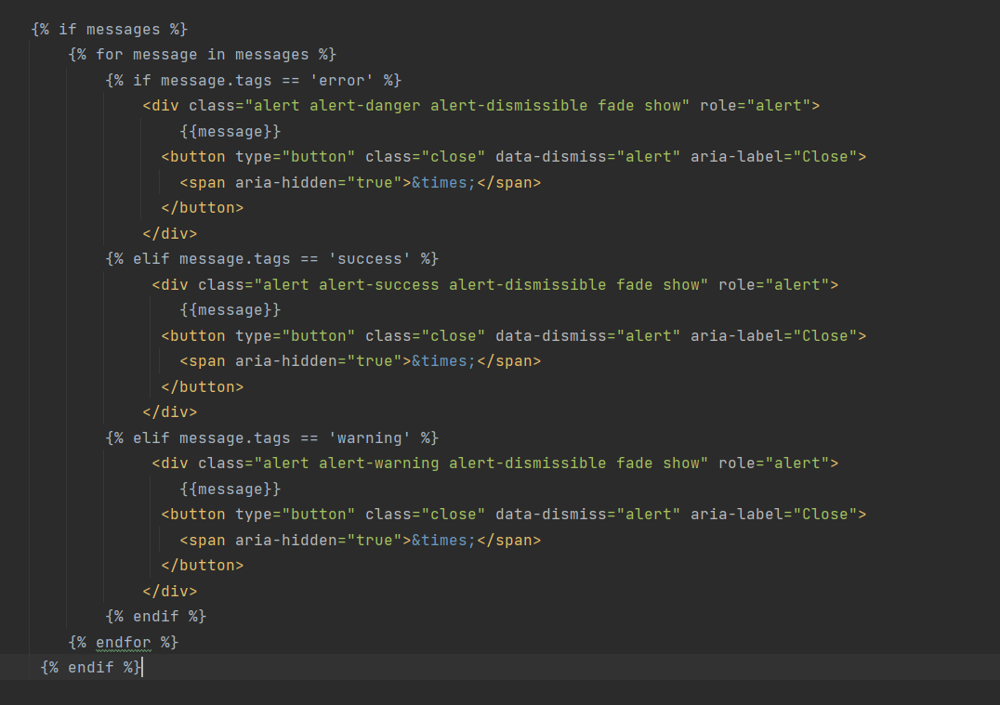 {% if messages %}
{% for message in messages %}
{% if message.tags == 'error' %}
<div class="alert alert-danger alert-dismissible fade show" role="alert">
{{message}}
<button type="button" class="close" data-dismiss="alert" aria-label="Close">
<span aria-hidden="true">&times;</span>
</button>
</div>
{% elif message.tags == 'success' %}
<div class="alert alert-success alert-dismissible fade show" role="alert">
{{message}}
<button type="button" class="close" data-dismiss="alert" aria-label="Close">
<span aria-hidden="true">&times;</span>
</button>
</div>
{% elif message.tags == 'warning' %}
<div class="alert alert-warning alert-dismissible fade show" role="alert">
{{message}}
<button type="button" class="close" data-dismiss="alert" aria-label="Close">
<span aria-hidden="true">&times;</span>
</button>
</div>
{% endif %}
{% endfor %}
{% endif %}